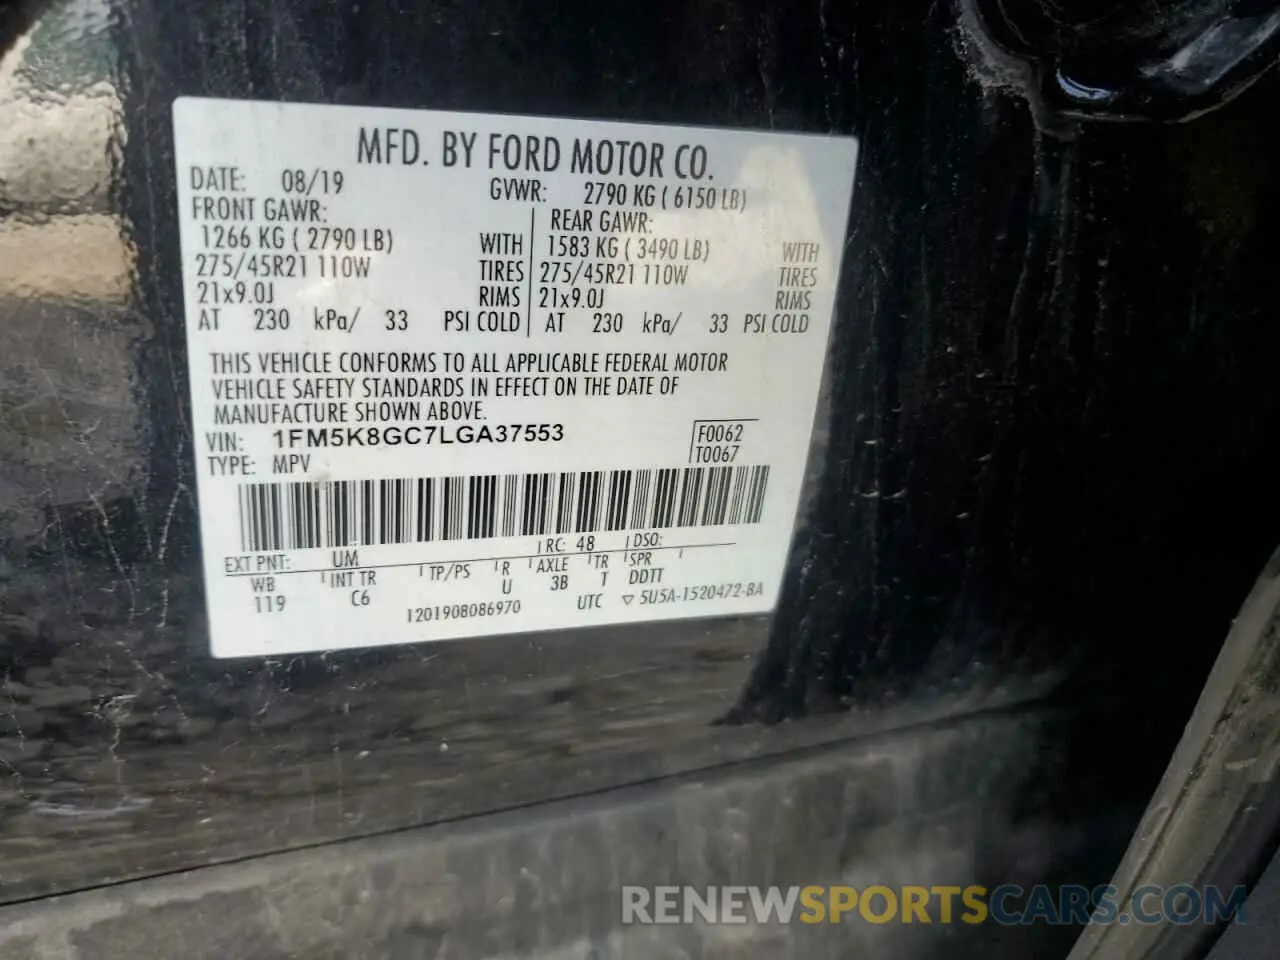 MFD. BY FORD MOTOR CO.
DATE: 08/19 GVWR: 2790 KG ( 6150 LB)
FRONT GAWR: REAR GAWR:
1266 KG ( 2790 LB) WITH 1583 KG ( 3490 LB) WITH
275/45R21 110W TIRES 275/45R21 110W TIRES
21x9.0J RIMS 21x9.0J RIMS
AT 230 kPa/ 33 PSI COLD AT 230 kPa/ 33 PSI COLD
THIS VEHICLE CONFORMS TO ALL APPLICABLE FEDERAL MOTOR
VEHICLE SAFETY STANDARDS IN EFFECT ON THE DATE OF
MANUFACTURE SHOWN ABOVE.
VIN: 1FM5K8GC7LGA37553 F0062
TYPE: MPV T0067
EXT PNT: UM RC: 48 DSO:
WB INT TR TP/PS R AXLE TR SPR
119 C6 U 3B T DDTT
1201908086970 UTC ▽ 5U5A-1520472-BA
RENEWSPORTSCARS.COM